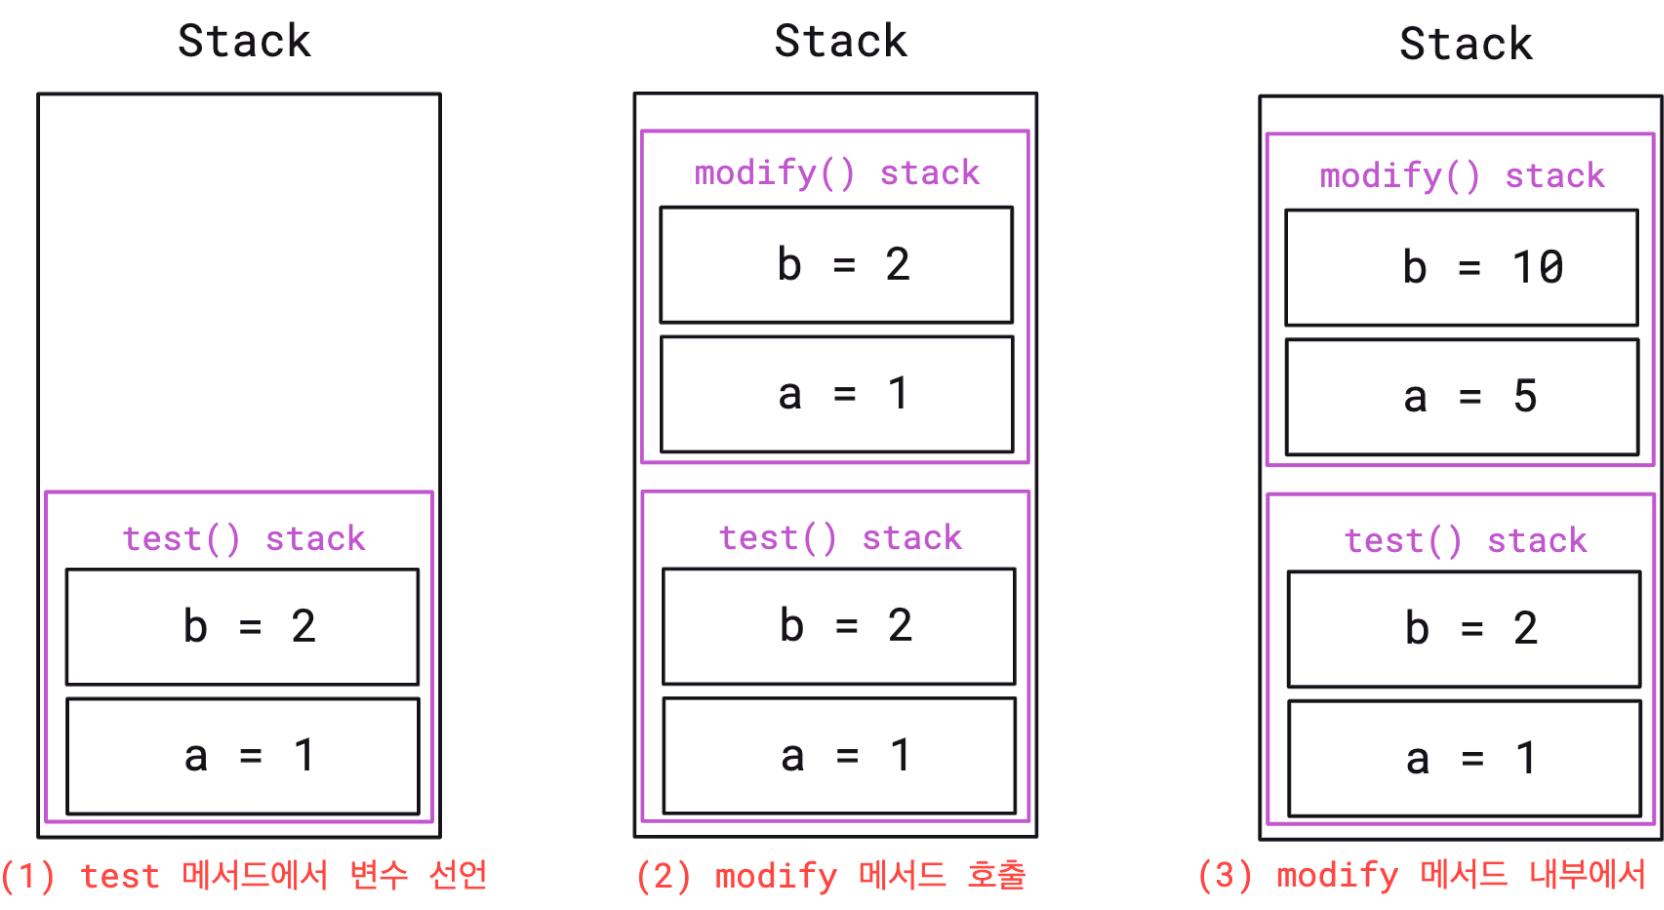 Stack
test() stack
b = 2
a = 1
(1) test 메서드에서 변수 선언
Stack
modify() stack
b = 2
a = 1
test() stack
b = 2
a = 1
(2) modify 메서드 호출
Stack
modify() stack
b = 10
a = 5
test() stack
b = 2
a = 1
(3) modify 메서드 내부에서